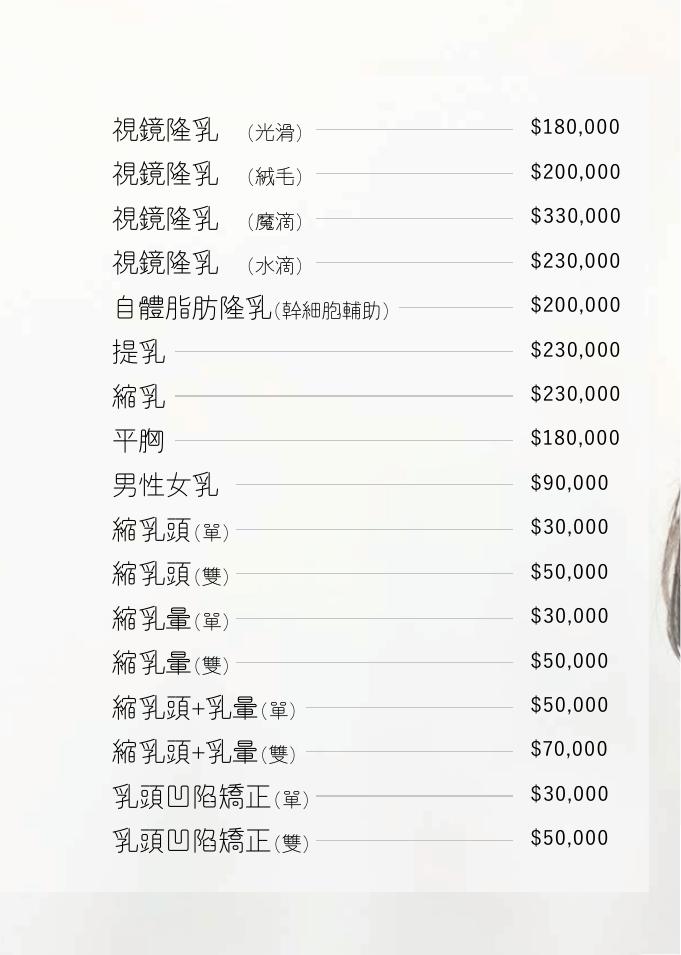 視鏡隆乳 (光滑) $180,000
視鏡隆乳 (絨毛) $200,000
視鏡隆乳 (魔滴) $330,000
視鏡隆乳 (水滴) $230,000
自體脂肪隆乳(幹細胞輔助) $200,000
提乳 $230,000
縮乳 $230,000
平胸 $180,000
男性女乳 $90,000
縮乳頭(單) $30,000
縮乳頭(雙) $50,000
縮乳暈(單) $30,000
縮乳暈(雙) $50,000
縮乳頭+乳暈(單) $50,000
縮乳頭+乳暈(雙) $70,000
乳頭凹陷矯正(單) $30,000
乳頭凹陷矯正(雙) $50,000